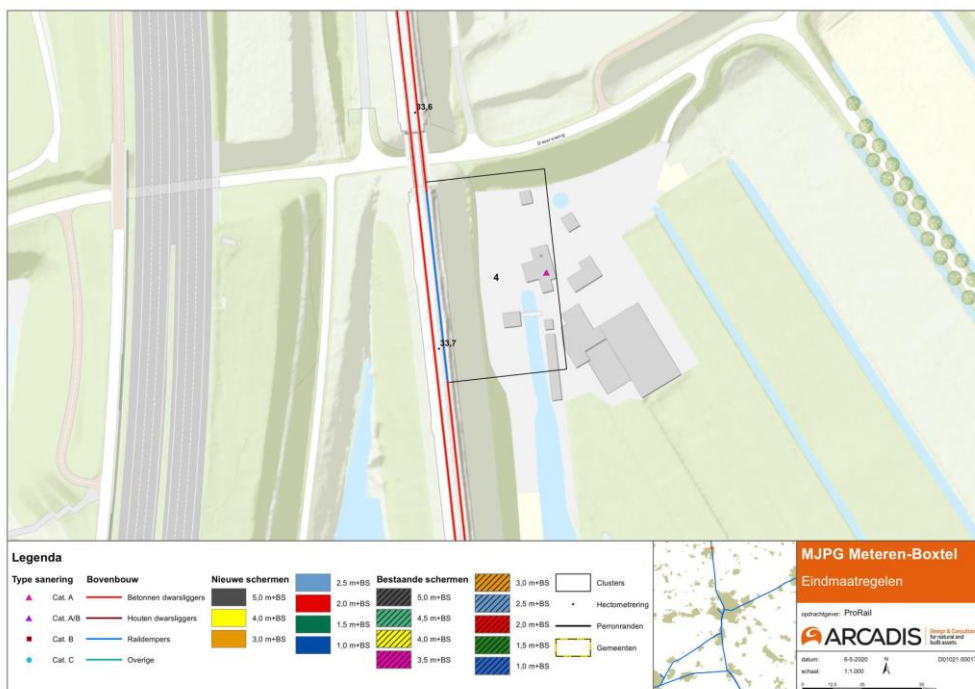 33,6
4
33,7
Legenda
Type sanering
Cat. A
Cat. A/B
Cat. B
Cat. C
Bovenbouw
Betonnen dwarsliggers
Houten dwarsliggers
Raildempers
Overige
Nieuwe schermen
5,0 m+BS
4,0 m+BS
3,0 m+BS
2,5 m+BS
2,0 m+BS
1,5 m+BS
1,0 m+BS
Bestaande schermen
5,0 m+BS
4,5 m+BS
4,0 m+BS
3,5 m+BS
3,0 m+BS
2,5 m+BS
2,0 m+BS
1,5 m+BS
1,0 m+BS
Clusters
Hectometrering
Perronranden
Gemeenten
MJPG Meteren-Boxtel
Eindmaatregelen
opdrachtgever: ProRail
ARCADIS
Design & Consultancy
for natural and
built assets
datum: 6-5-2020 N
schaal: 1:1.000
0 12,5 25 50